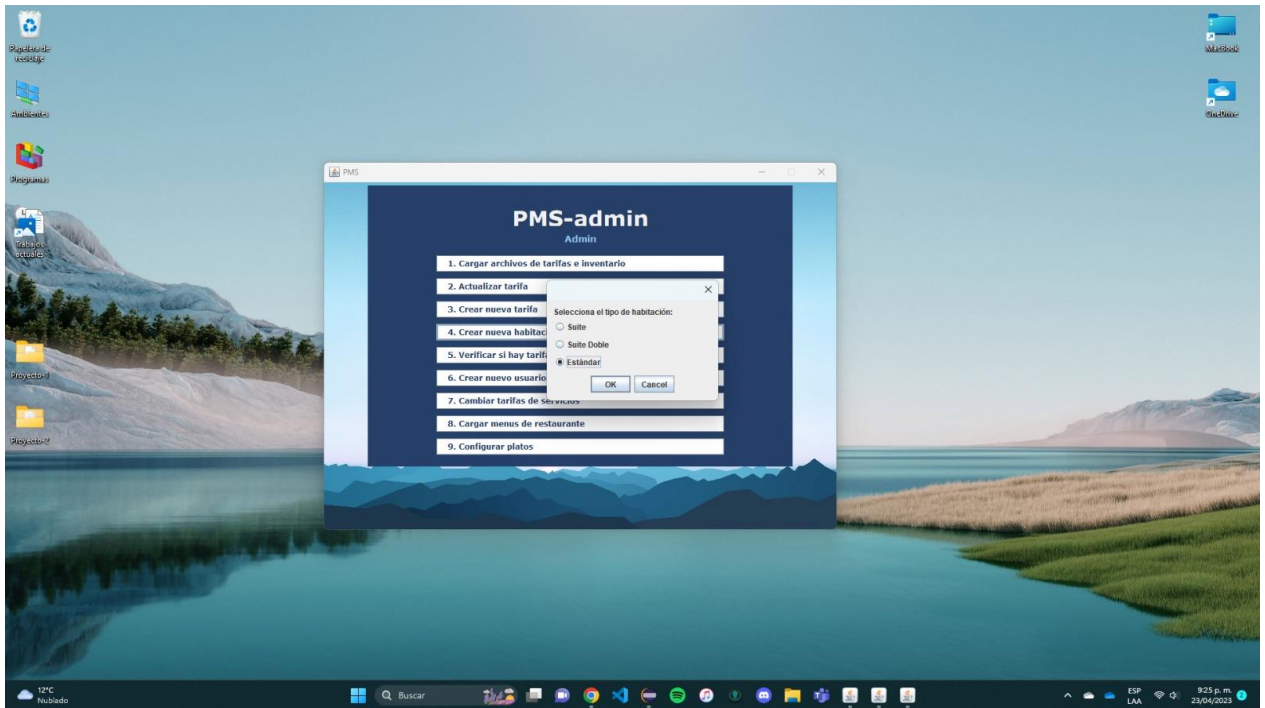 Papelera de
reciclaje
MacBook
Ambientes
OneDrive
Programas
Trabajos
actuales
Proyecto-1
Proyecto-2
PMS
PMS-admin
Admin
1. Cargar archivos de tarifas e inventario
2. Actualizar tarifa
3. Crear nueva tarifa
4. Crear nueva habitac
5. Verificar si hay tarifa
6. Crear nuevo usuario
7. Cambiar tarifas de servicios
8. Cargar menus de restaurante
9. Configurar platos
Selecciona el tipo de habitación:
Suite
Suite Doble
Estándar
OK Cancel
12°C
Nublado
Buscar
ESP
LAA
9:25 p. m.
23/04/2023
2